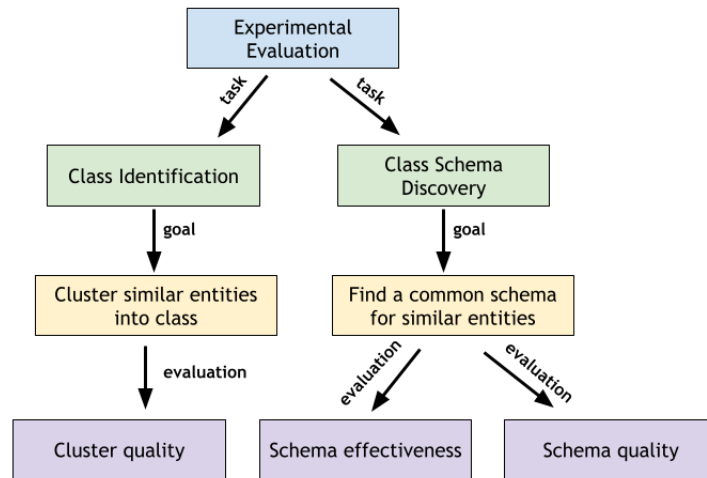 Experimental
Evaluation
task
task
Class Identification
Class Schema
Discovery
goal
goal
Cluster similar entities
into class
Find a common schema
for similar entities
evaluation
evaluation
evaluation
Cluster quality
Schema effectiveness
Schema quality